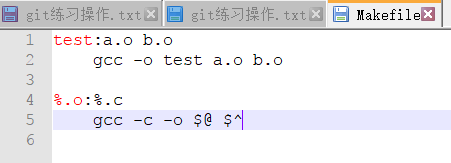 git练习操作.txt git练习操作.txt Makefile
1 test:a.o b.o
2 gcc -o test a.o b.o
3
4 %.o:%.c
5 gcc -c -o $@ $^
6